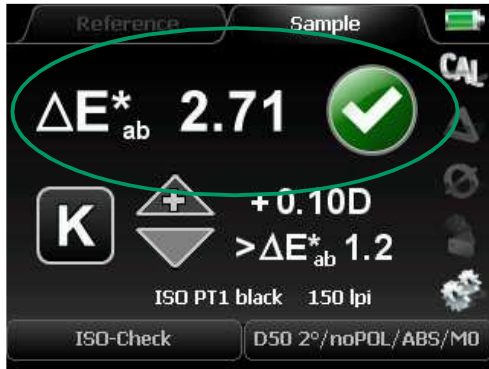 Reference Sample
CAL
ΔE*ab 2.71
K +0.10D
>ΔE*ab 1.2
ISO PT1 black 150 lpi
ISO-Check D50 2°/noPOL/ABS/M0